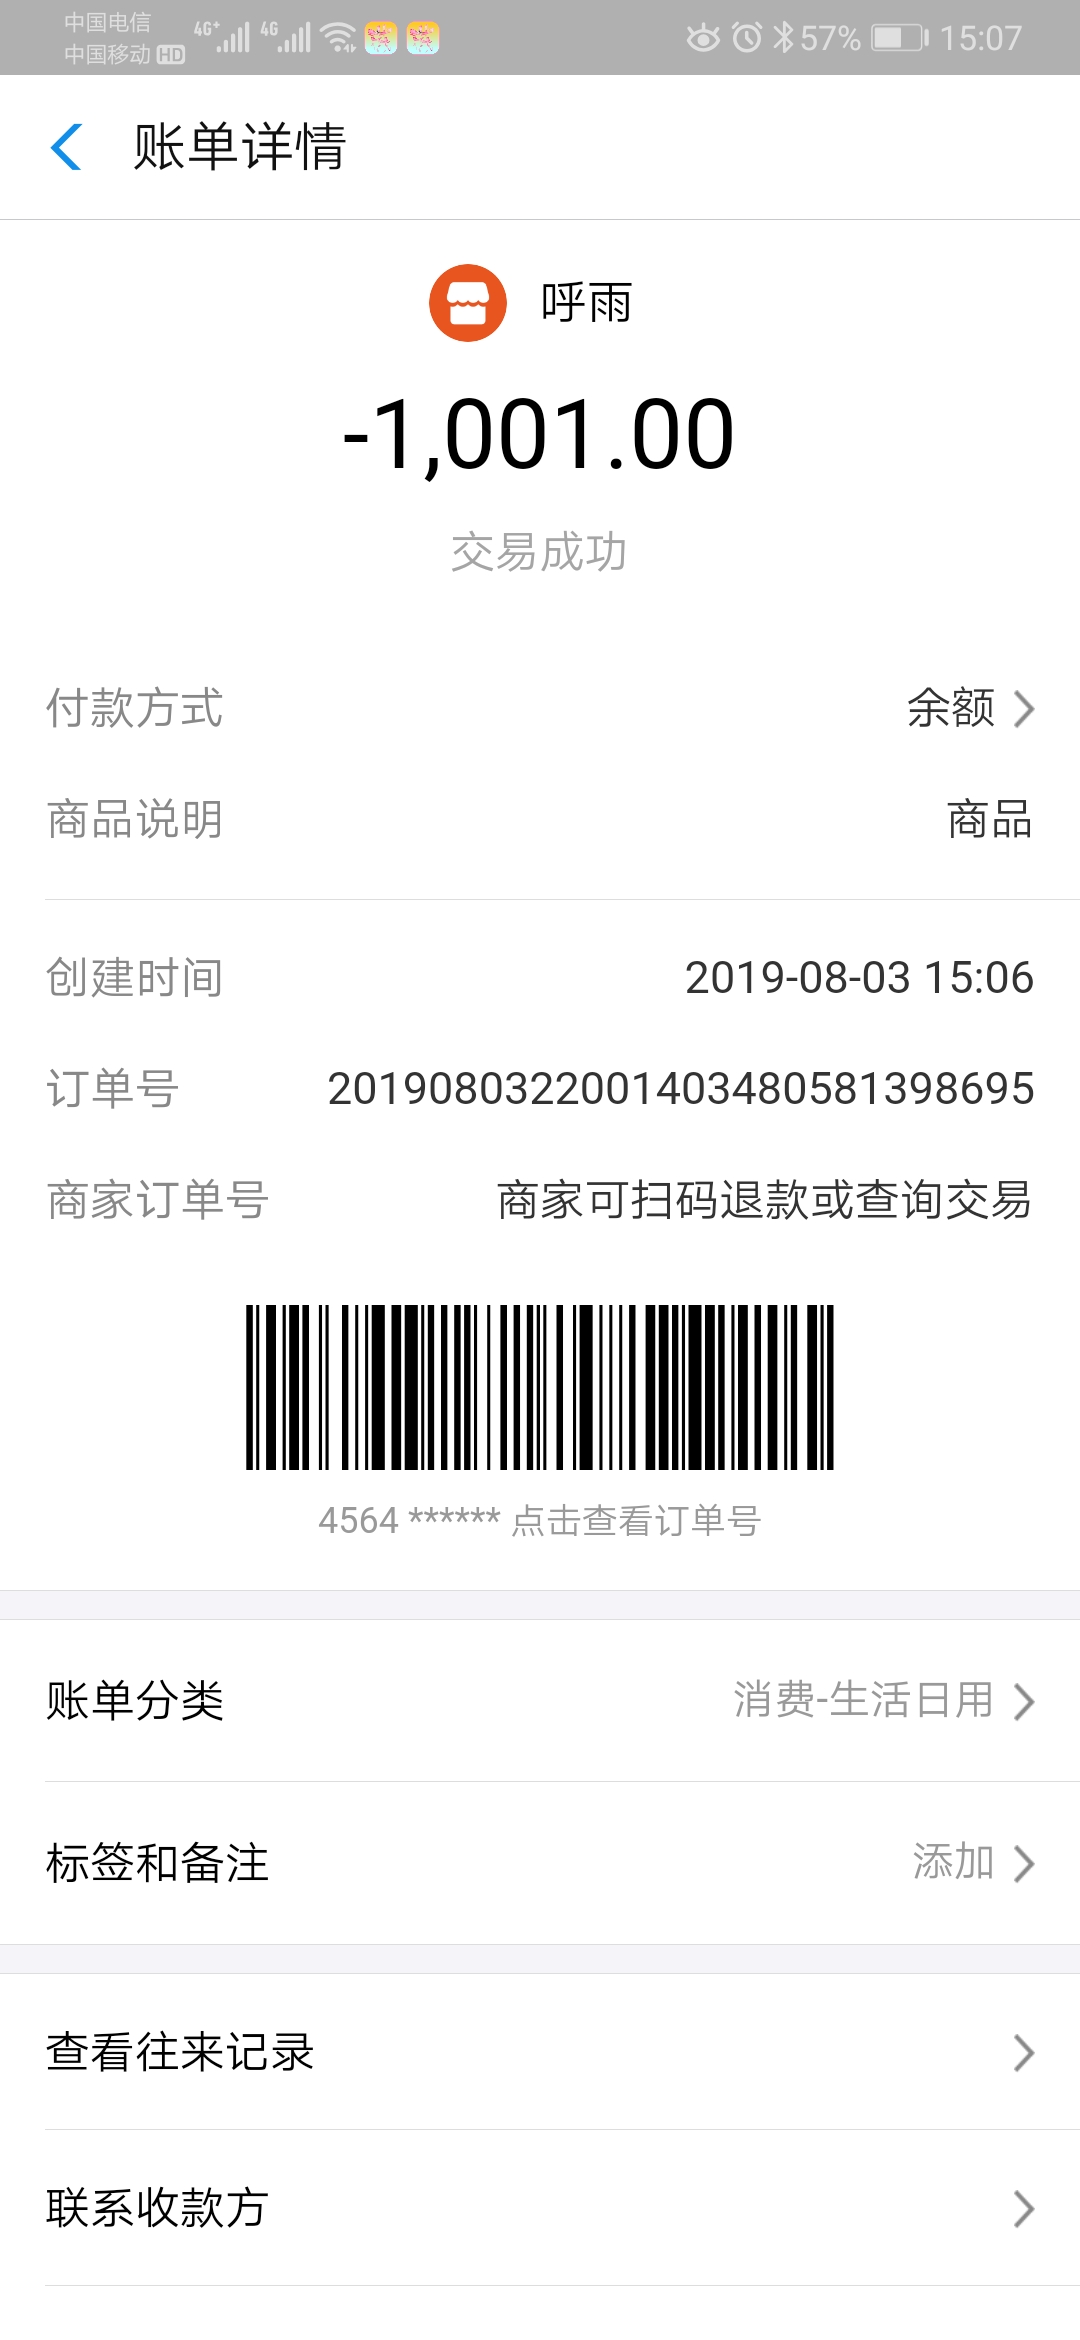 中国电信
中国移动 HD
4G+ 4G 57% 15:07
账单详情
呼雨
-1,001.00
交易成功
付款方式 余额
商品说明 商品
创建时间 2019-08-03 15:06
订单号 2019080322001403480581398695
商家订单号 商家可扫码退款或查询交易
4564 ****** 点击查看订单号
账单分类 消费-生活日用
标签和备注 添加
查看往来记录
联系收款方